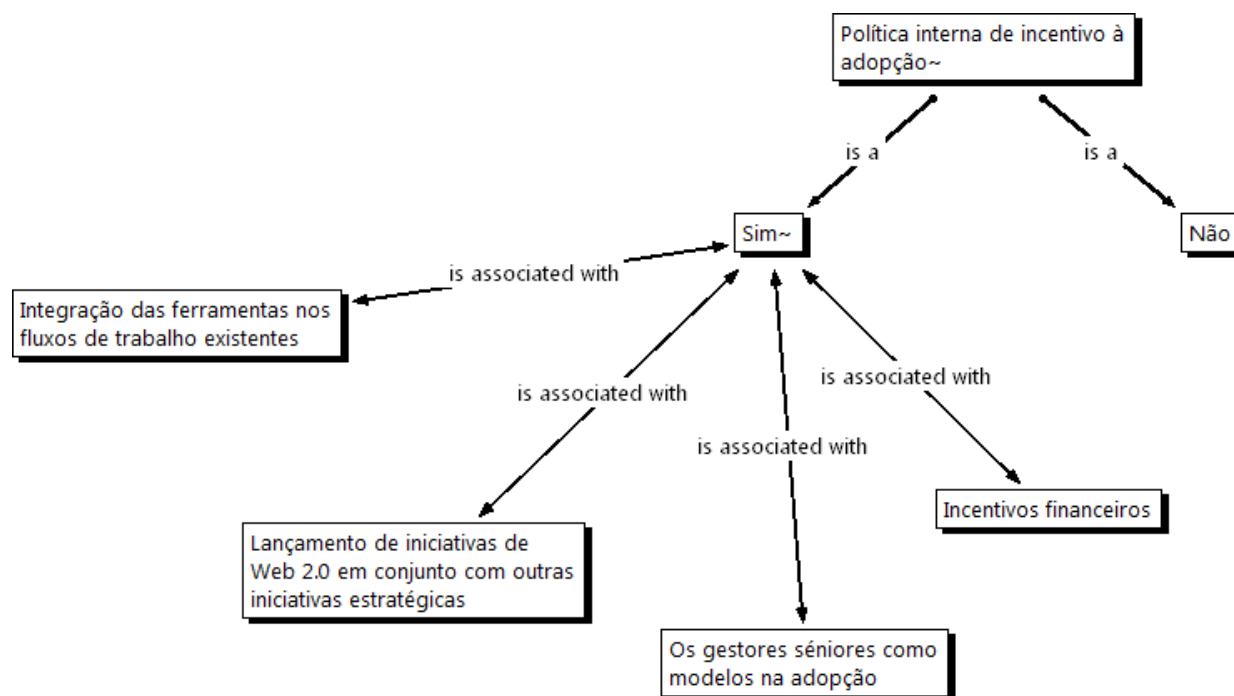 Política interna de incentivo à
adopção~
is a
is a
Sim~
Não
is associated with
Integração das ferramentas nos
fluxos de trabalho existentes
is associated with
is associated with
is associated with
Incentivos financeiros
Lançamento de iniciativas de
Web 2.0 em conjunto com outras
iniciativas estratégicas
Os gestores séniores como
modelos na adopção